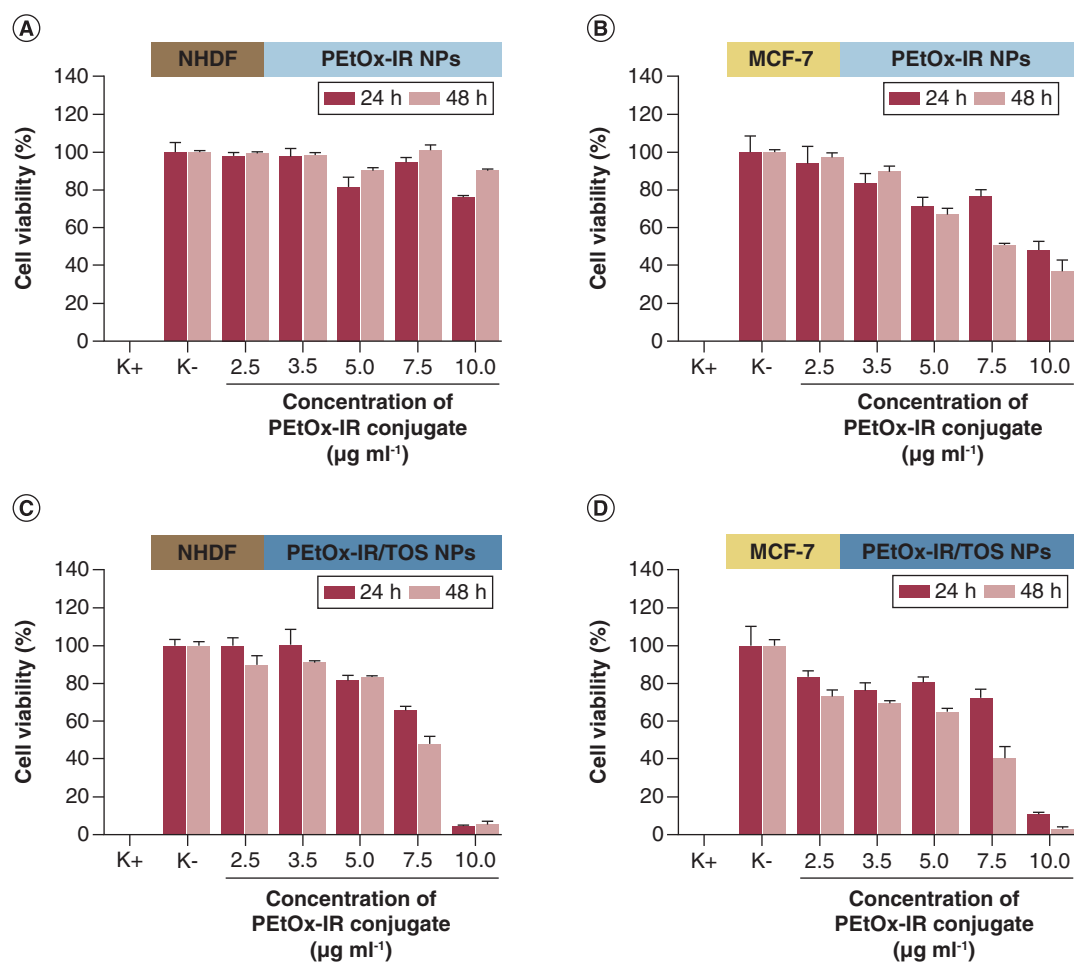 A
NHDF PEtOx-IR NPs
24 h 48 h
140
120
100
80
60
40
20
0
Cell viability (%)
K+ K- 2.5 3.5 5.0 7.5 10.0
Concentration of
PEtOx-IR conjugate
(µg ml-1)
B
MCF-7 PEtOx-IR NPs
24 h 48 h
140
120
100
80
60
40
20
0
Cell viability (%)
K+ K- 2.5 3.5 5.0 7.5 10.0
Concentration of
PEtOx-IR conjugate
(µg ml-1)
C
NHDF PEtOx-IR/TOS NPs
24 h 48 h
140
120
100
80
60
40
20
0
Cell viability (%)
K+ K- 2.5 3.5 5.0 7.5 10.0
Concentration of
PEtOx-IR conjugate
(µg ml-1)
D
MCF-7 PEtOx-IR/TOS NPs
24 h 48 h
140
120
100
80
60
40
20
0
Cell viability (%)
K+ K- 2.5 3.5 5.0 7.5 10.0
Concentration of
PEtOx-IR conjugate
(µg ml-1)